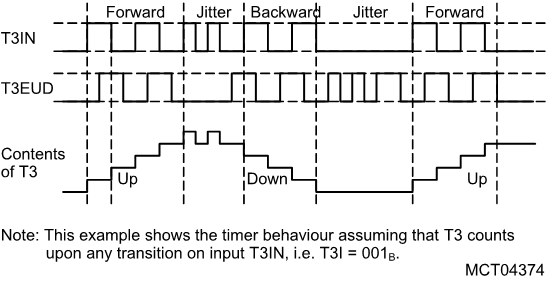 Forward Jitter Backward Jitter Forward
T3IN
T3EUD
Contents
of T3
Up Down Up
Note: This example shows the timer behaviour assuming that T3 counts
upon any transition on input T3IN, i.e. T3I = 001B.
MCT04374